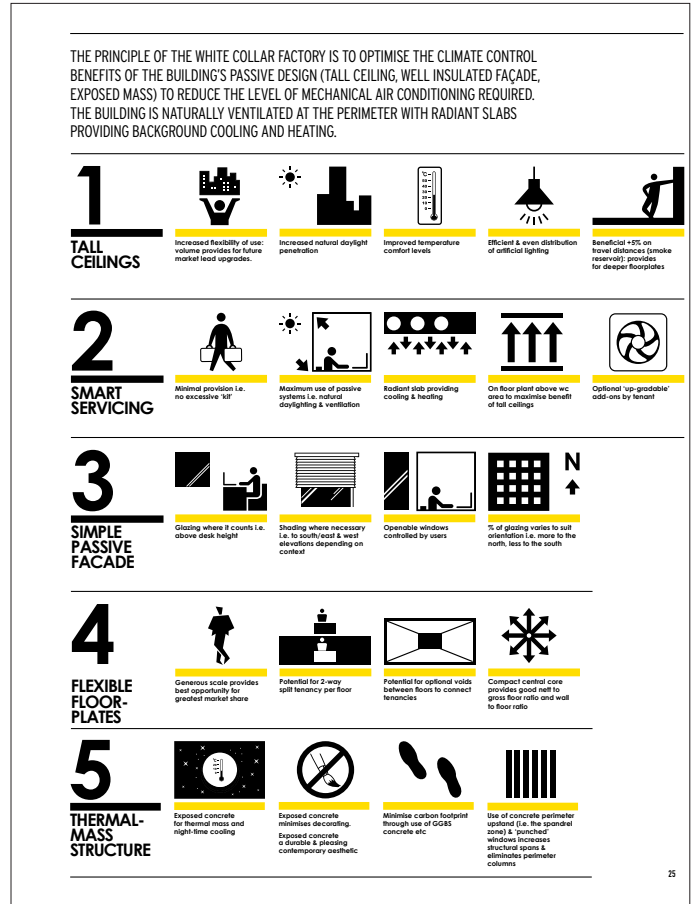 THE PRINCIPLE OF THE WHITE COLLAR FACTORY IS TO OPTIMISE THE CLIMATE CONTROL
BENEFITS OF THE BUILDING'S PASSIVE DESIGN (TALL CEILING, WELL INSULATED FAÇADE,
EXPOSED MASS) TO REDUCE THE LEVEL OF MECHANICAL AIR CONDITIONING REQUIRED.
THE BUILDING IS NATURALLY VENTILATED AT THE PERIMETER WITH RADIANT SLABS
PROVIDING BACKGROUND COOLING AND HEATING.
1
TALL
CEILINGS
Increased flexibility of use:
volume provides for future
market lead upgrades.
Increased natural daylight
penetration
°C
50
40
30
20
10
0
Improved temperature
comfort levels
Efficient & even distribution
of artificial lighting
Beneficial +5% on
travel distances (smoke
reservoir): provides
for deeper floorplates
2
SMART
SERVICING
Minimal provision i.e.
no excessive 'kit'
Maximum use of passive
systems i.e. natural
daylighting & ventilation
Radiant slab providing
cooling & heating
On floor plant above wc
area to maximise benefit
of tall ceilings
Optional 'up-gradable'
add-ons by tenant
3
SIMPLE
PASSIVE
FACADE
Glazing where it counts i.e.
above desk height
Shading where necessary
i.e. to south/east & west
elevations depending on
context
Openable windows
controlled by users
N
% of glazing varies to suit
orientation i.e. more to the
north, less to the south
4
FLEXIBLE
FLOOR-
PLATES
Generous scale provides
best opportunity for
greatest market share
Potential for 2-way
split tenancy per floor
Potential for optional voids
between floors to connect
tenancies
Compact central core
provides good nett to
gross floor ratio and wall
to floor ratio
5
THERMAL-
MASS
STRUCTURE
Exposed concrete
for thermal mass and
night-time cooling
Exposed concrete
minimises decorating.
Exposed concrete
a durable & pleasing
contemporary aesthetic
Minimise carbon footprint
through use of GGBS
concrete etc
Use of concrete perimeter
upstand (i.e. the spandrel
zone) & 'punched'
windows increases
structural spans &
eliminates perimeter
columns
25